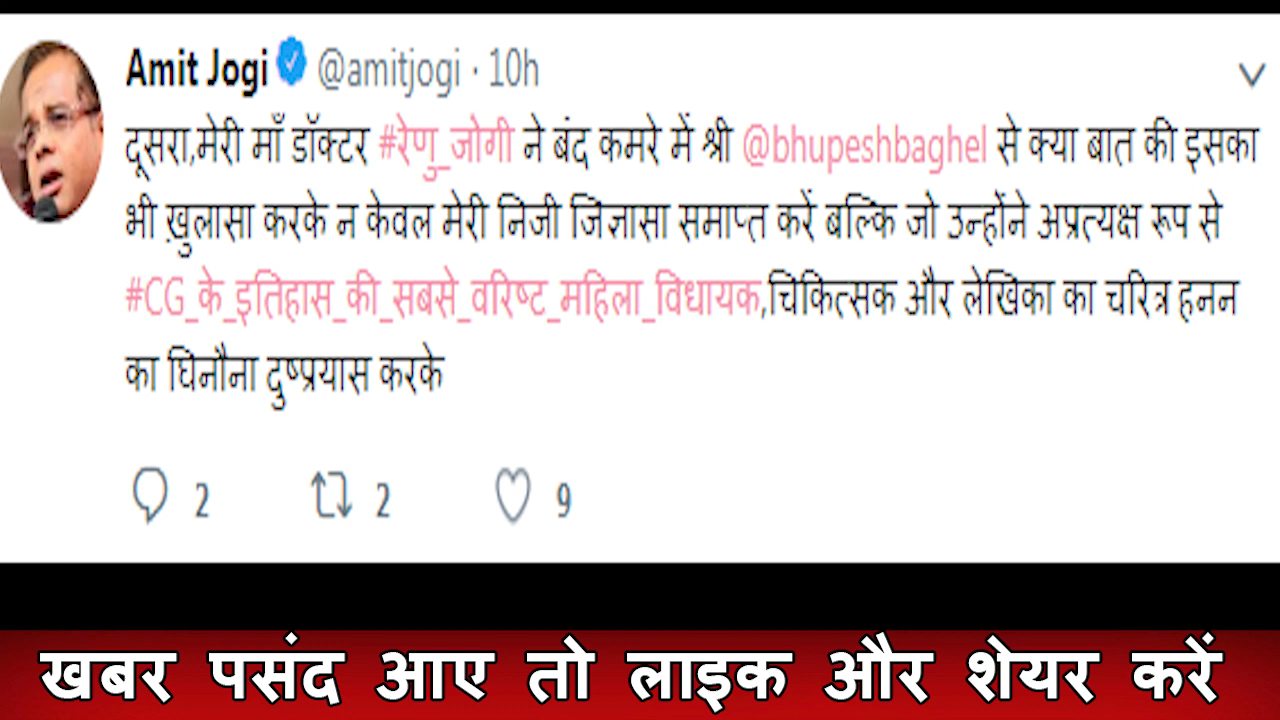 Amit Jogi @amitjogi · 10h
दूसरा,मेरी माँ डॉक्टर #रेणु_जोगी ने बंद कमरे में श्री @bhupeshbaghel से क्या बात की इसका
भी ख़ुलासा करके न केवल मेरी निजी जिज्ञासा समाप्त करें बल्कि जो उन्होंने अप्रत्यक्ष रूप से
#CG_के_इतिहास_की_सबसे_वरिष्ट_महिला_विधायक,चिकित्सक और लेखिका का चरित्र हनन
का घिनौना दुष्प्रयास करके
2 2 9
खबर पसंद आए तो लाइक और शेयर करें